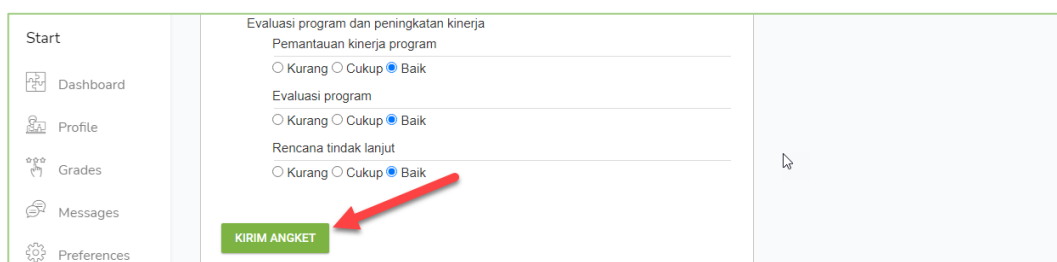 Start
Dashboard
Profile
Grades
Messages
Preferences
Evaluasi program dan peningkatan kinerja
Pemantauan kinerja program
Kurang Cukup Baik
Evaluasi program
Kurang Cukup Baik
Rencana tindak lanjut
Kurang Cukup Baik
KIRIM ANGKET